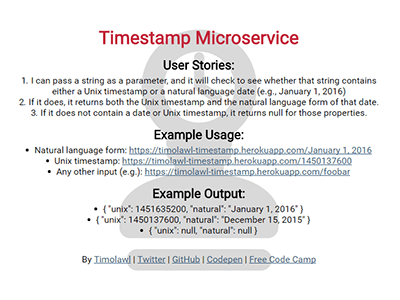 Timestamp Microservice
User Stories:
1. I can pass a string as a parameter, and it will check to see whether that string contains
either a Unix timestamp or a natural language date (e.g., January 1, 2016)
2. If it does, it returns both the Unix timestamp and the natural language form of that date.
3. If it does not contain a date or Unix timestamp, it returns null for those properties.
Example Usage:
• Natural language form: https://timolawl-timestamp.herokuapp.com/January 1, 2016
• Unix timestamp: https://timolawl-timestamp.herokuapp.com/1450137600
• Any other input (e.g.): https://timolawl-timestamp.herokuapp.com/foobar
Example Output:
• { "unix": 1451635200, "natural": "January 1, 2016" }
• { "unix": 1450137600, "natural": "December 15, 2015" }
• { "unix": null, "natural": null }
By Timolawl | Twitter | GitHub | Codepen | Free Code Camp